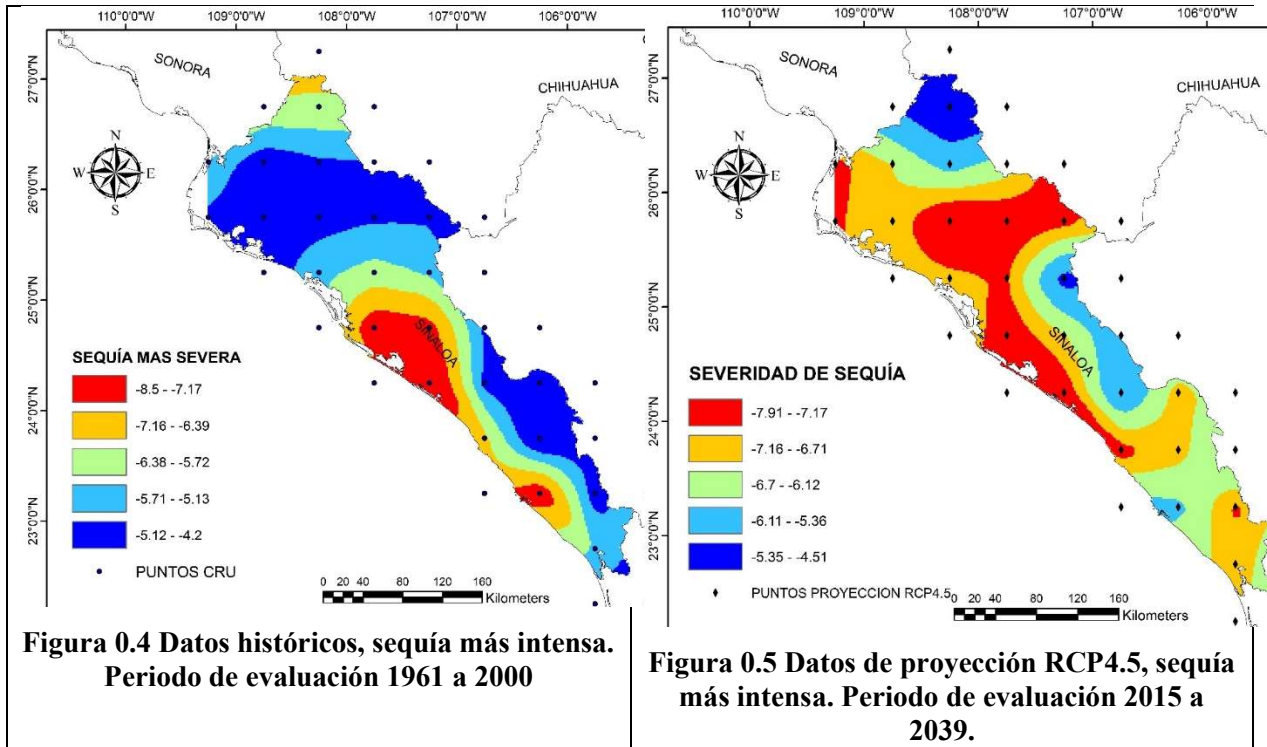 110°0'0"W 109°0'0"W 108°0'0"W 107°0'0"W 106°0'0"W
27°0'0"N
26°0'0"N
25°0'0"N
24°0'0"N
23°0'0"N
SONORA
CHIHUAHUA
SINALOA
N
W E
S
SEQUÍA MAS SEVERA
-8.5 - -7.17
-7.16 - -6.39
-6.38 - -5.72
-5.71 - -5.13
-5.12 - -4.2
PUNTOS CRU
0 20 40 80 120 160
Kilometers
Figura 0.4 Datos históricos, sequía más intensa.
Periodo de evaluación 1961 a 2000
110°0'0"W 109°0'0"W 108°0'0"W 107°0'0"W 106°0'0"W
27°0'0"N
26°0'0"N
25°0'0"N
24°0'0"N
23°0'0"N
SONORA
CHIHUAHUA
SINALOA
N
W E
S
SEVERIDAD DE SEQUÍA
-7.91 - -7.17
-7.16 - -6.71
-6.7 - -6.12
-6.11 - -5.36
-5.35 - -4.51
PUNTOS PROYECCION RCP4.5
0 20 40 80 120 160
Kilometers
Figura 0.5 Datos de proyección RCP4.5, sequía
más intensa. Periodo de evaluación 2015 a
2039.